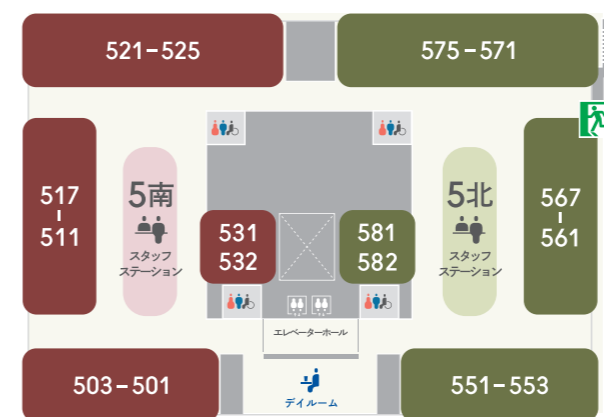 521－525
575－571
517
-
511
5南
スタッフ
ステーション
531
532
581
582
5北
スタッフ
ステーション
567
-
561
エレベーターホール
503－501
デイルーム
551－553